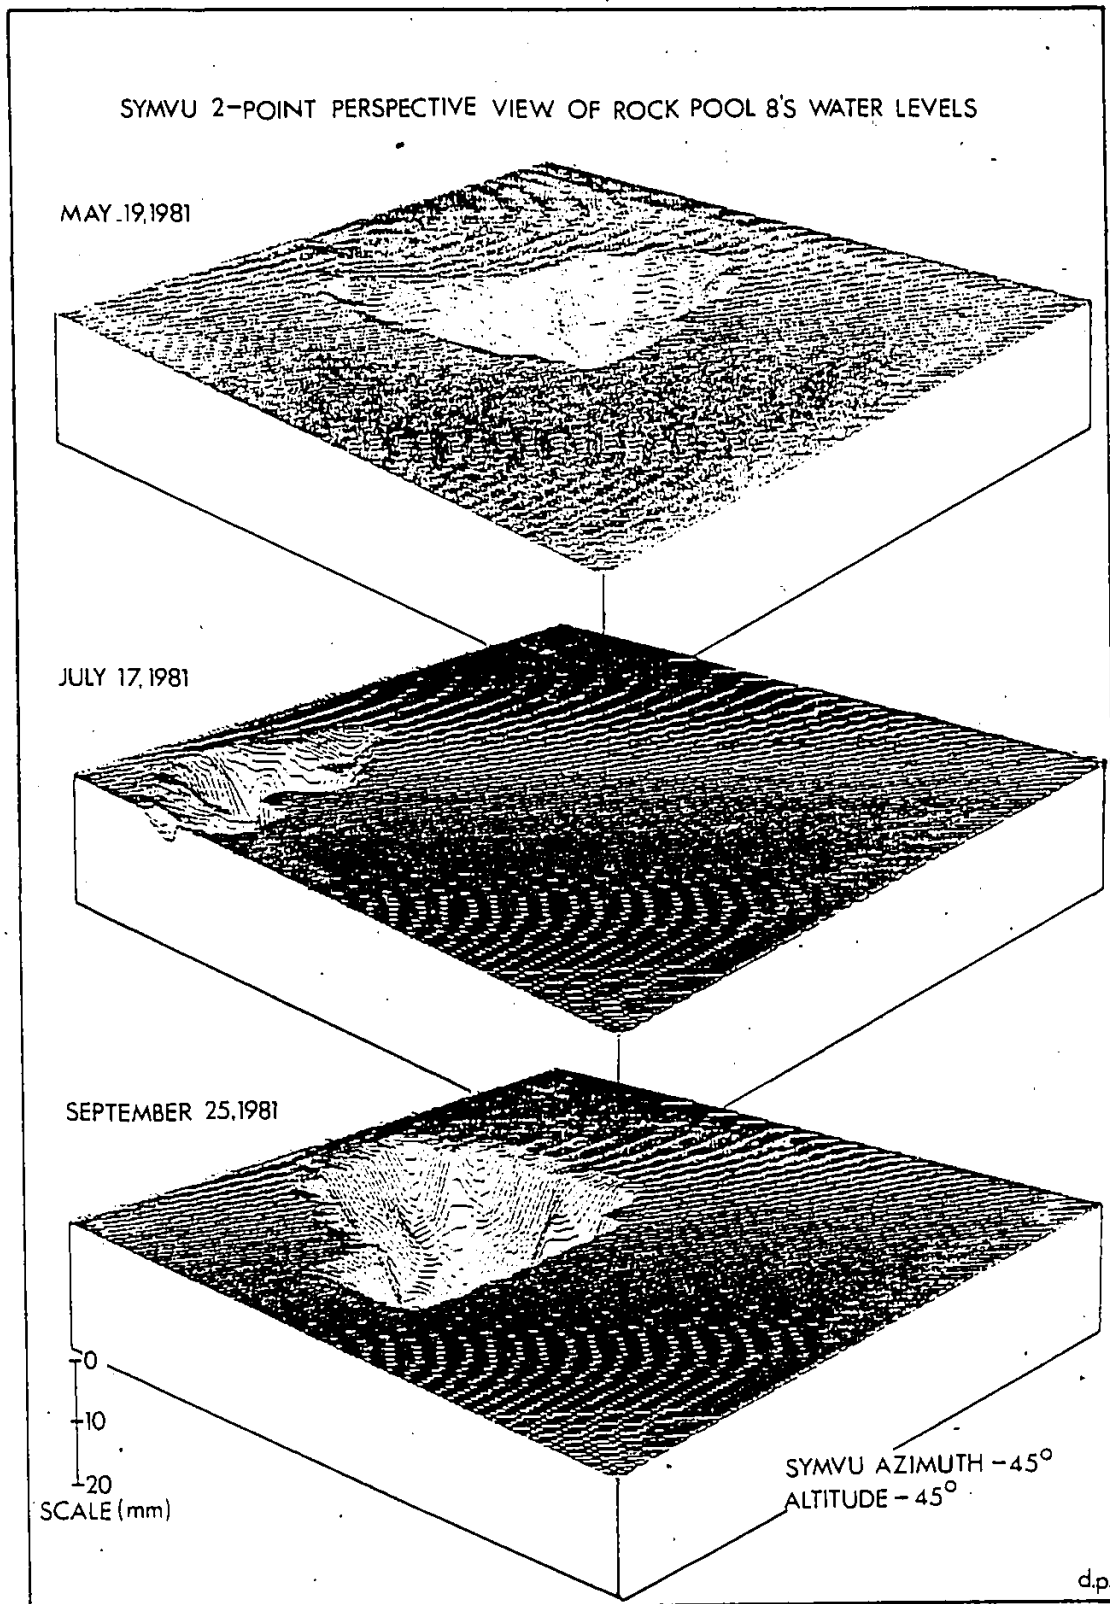 SYMVU 2-POINT PERSPECTIVE VIEW OF ROCK POOL 8'S WATER LEVELS
MAY 19,1981
JULY 17,1981
SEPTEMBER 25,1981
0
10
20
SCALE (mm)
SYMVU AZIMUTH -45°
ALTITUDE -45°
d.p.